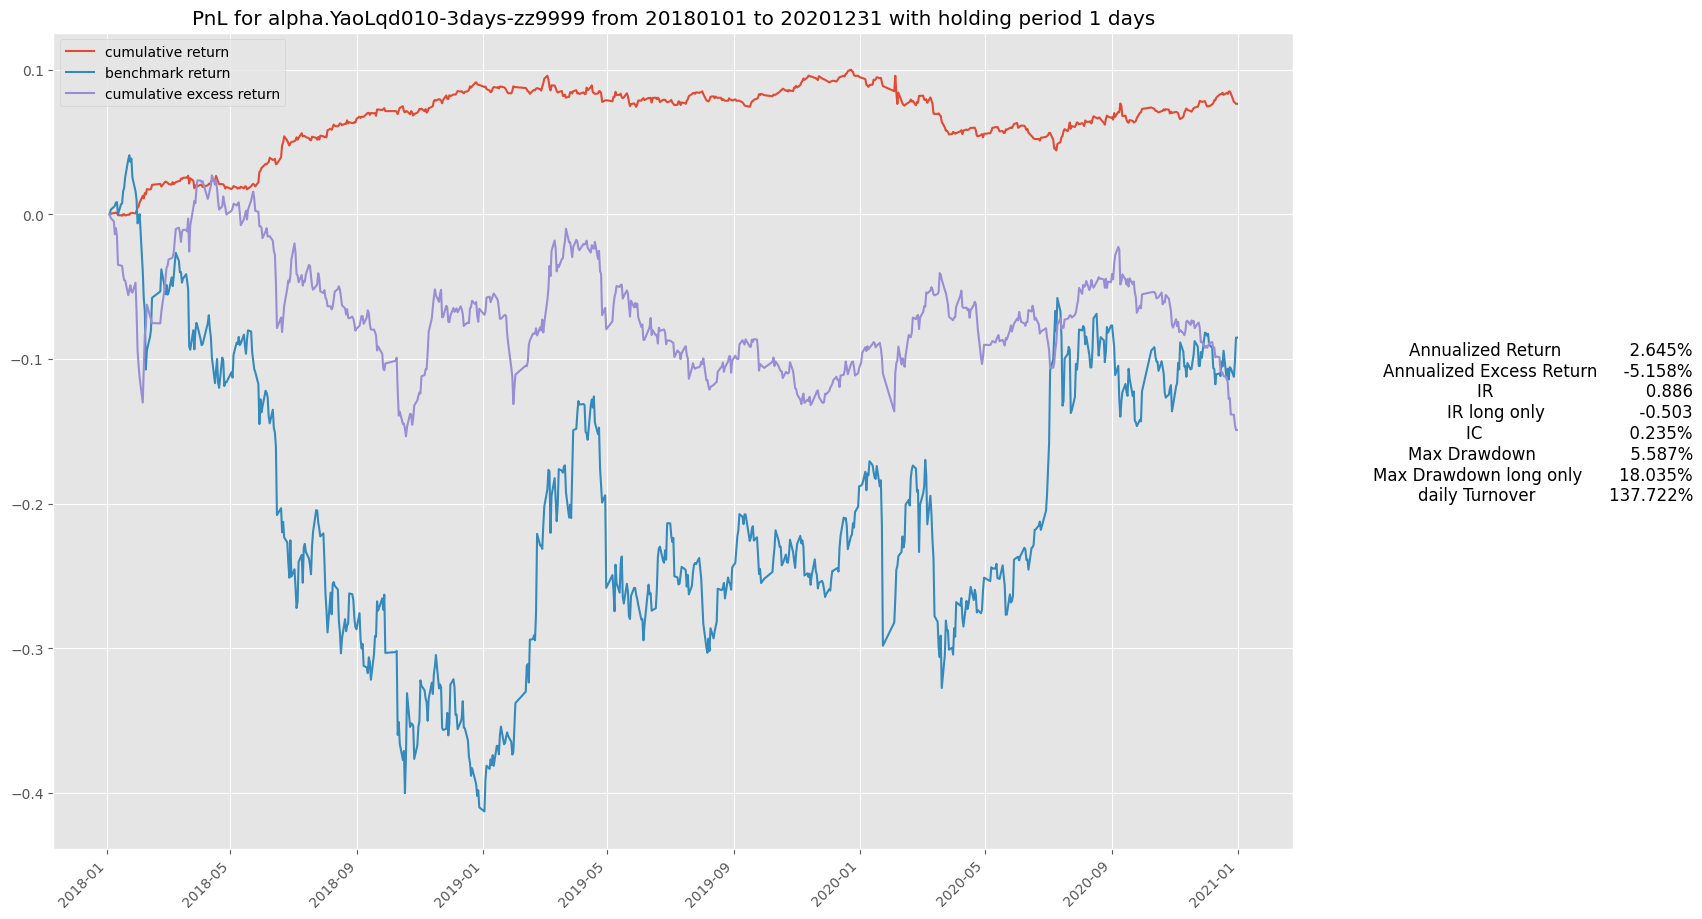 PnL for alpha.YaoLqd010-3days-zz9999 from 20180101 to 20201231 with holding period 1 days
cumulative return
benchmark return
cumulative excess return
0.1
0.0
−0.1
−0.2
−0.3
−0.4
2018-01
2018-05
2018-09
2019-01
2019-05
2019-09
2020-01
2020-05
2020-09
2021-01
Annualized Return 2.645%
Annualized Excess Return -5.158%
IR 0.886
IR long only -0.503
IC 0.235%
Max Drawdown 5.587%
Max Drawdown long only 18.035%
daily Turnover 137.722%